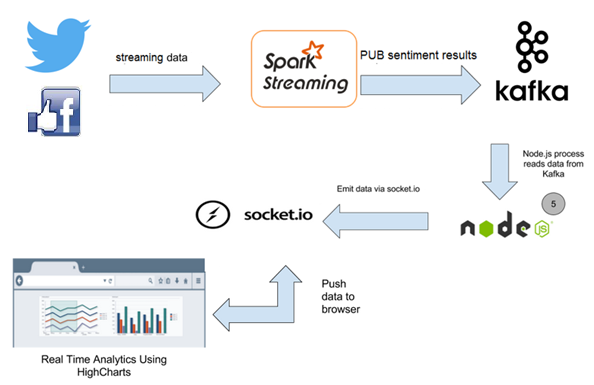 streaming data
Spark
Streaming
PUB sentiment results
kafka
f
Node.js process
reads data from
Kafka
5
node
JS
Emit data via socket.io
socket.io
Push
data to
browser
Real Time Analytics Using
HighCharts